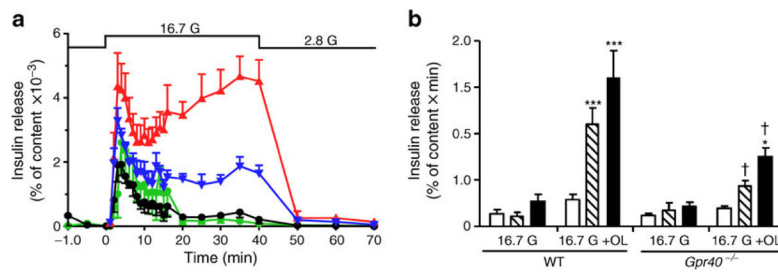 a
16.7 G
2.8 G
Insulin release
(% of content ×10⁻³)
6
4
2
0
−1.0 0 10 20 30 40 50 60 70
Time (min)
b
Insulin release
(% of content × min)
2.0
1.5
0.5
1.0
0
***
***
†
†
*
16.7 G 16.7 G +OL 16.7 G 16.7 G +OL
WT Gpr40⁻/⁻